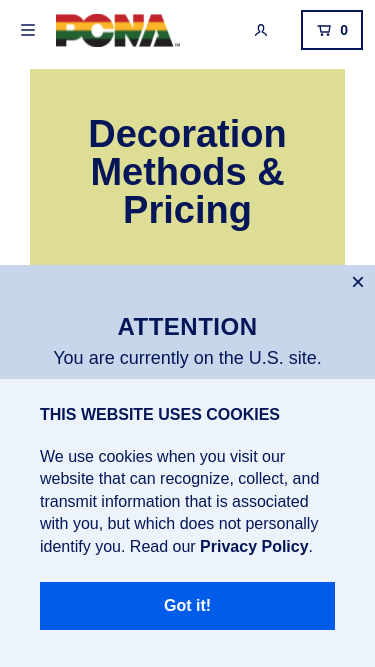 PCNA™
0
Decoration
Methods &
Pricing
×
ATTENTION
You are currently on the U.S. site.
THIS WEBSITE USES COOKIES
We use cookies when you visit our
website that can recognize, collect, and
transmit information that is associated
with you, but which does not personally
identify you. Read our Privacy Policy.
Got it!